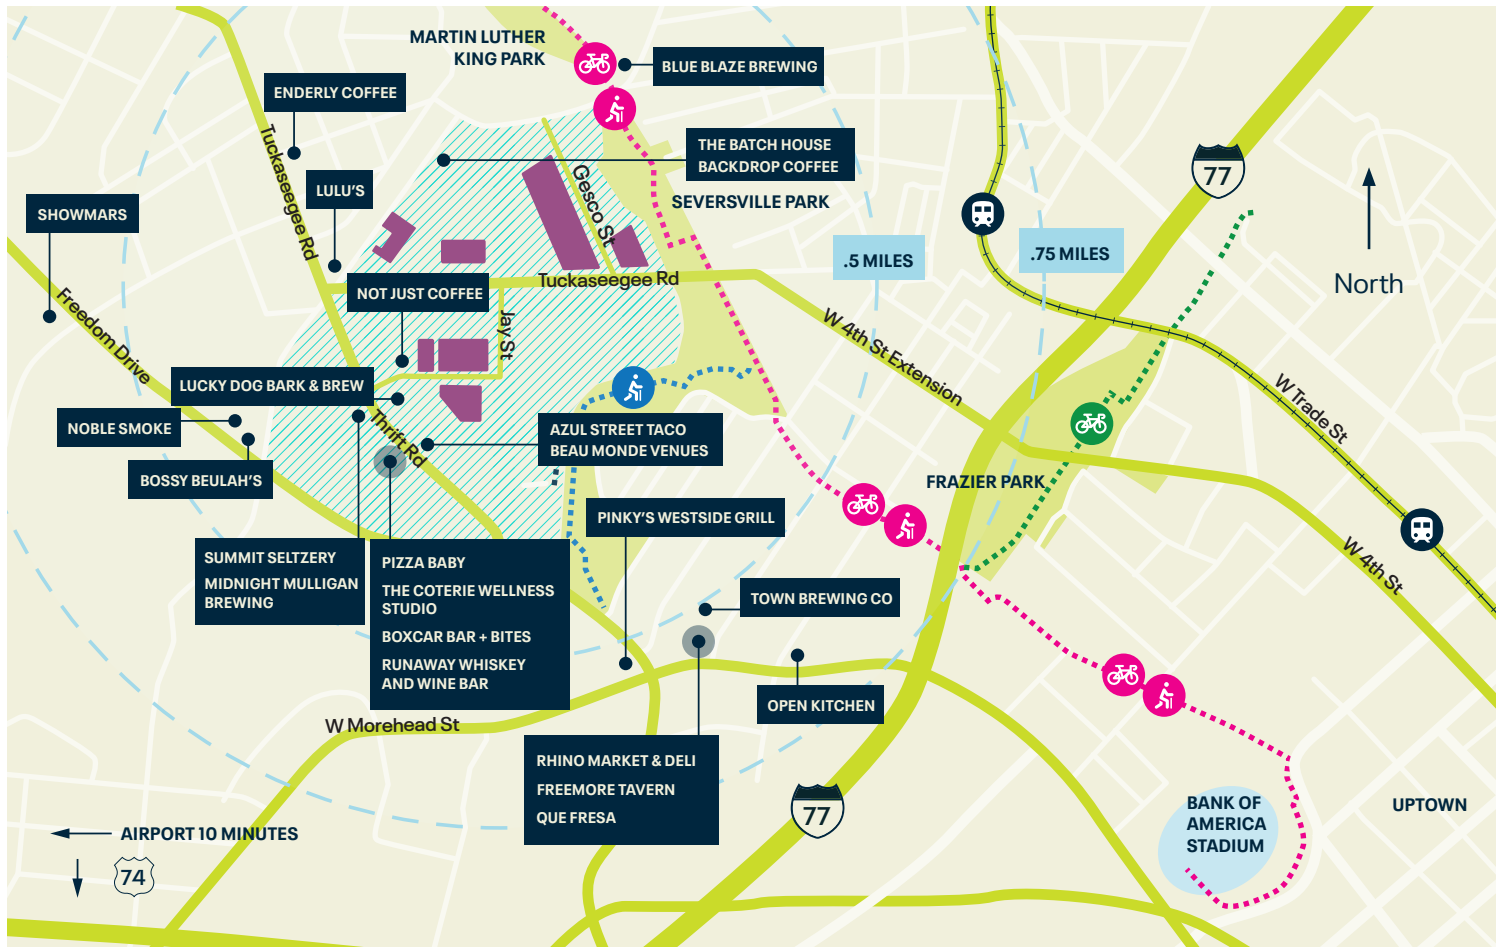 MARTIN LUTHER
KING PARK
BLUE BLAZE BREWING
ENDERLY COFFEE
THE BATCH HOUSE
BACKDROP COFFEE
SEVERSVILLE PARK
LULU'S
SHOWMARS
Tuckaseegee Rd
Gesco St
77
.5 MILES
.75 MILES
North
NOT JUST COFFEE
Tuckaseegee Rd
Jay St
Freedom Drive
W 4th St Extension
W Trade St
LUCKY DOG BARK & BREW
NOBLE SMOKE
Thrift Rd
AZUL STREET TACO
BEAU MONDE VENUES
BOSSY BEULAH'S
FRAZIER PARK
PINKY'S WESTSIDE GRILL
W 4th St
SUMMIT SELTZERY
MIDNIGHT MULLIGAN
BREWING
PIZZA BABY
THE COTERIE WELLNESS
STUDIO
BOXCAR BAR + BITES
RUNAWAY WHISKEY
AND WINE BAR
TOWN BREWING CO
OPEN KITCHEN
W Morehead St
RHINO MARKET & DELI
FREEMORE TAVERN
QUE FRESA
77
BANK OF
AMERICA
STADIUM
UPTOWN
AIRPORT 10 MINUTES
74